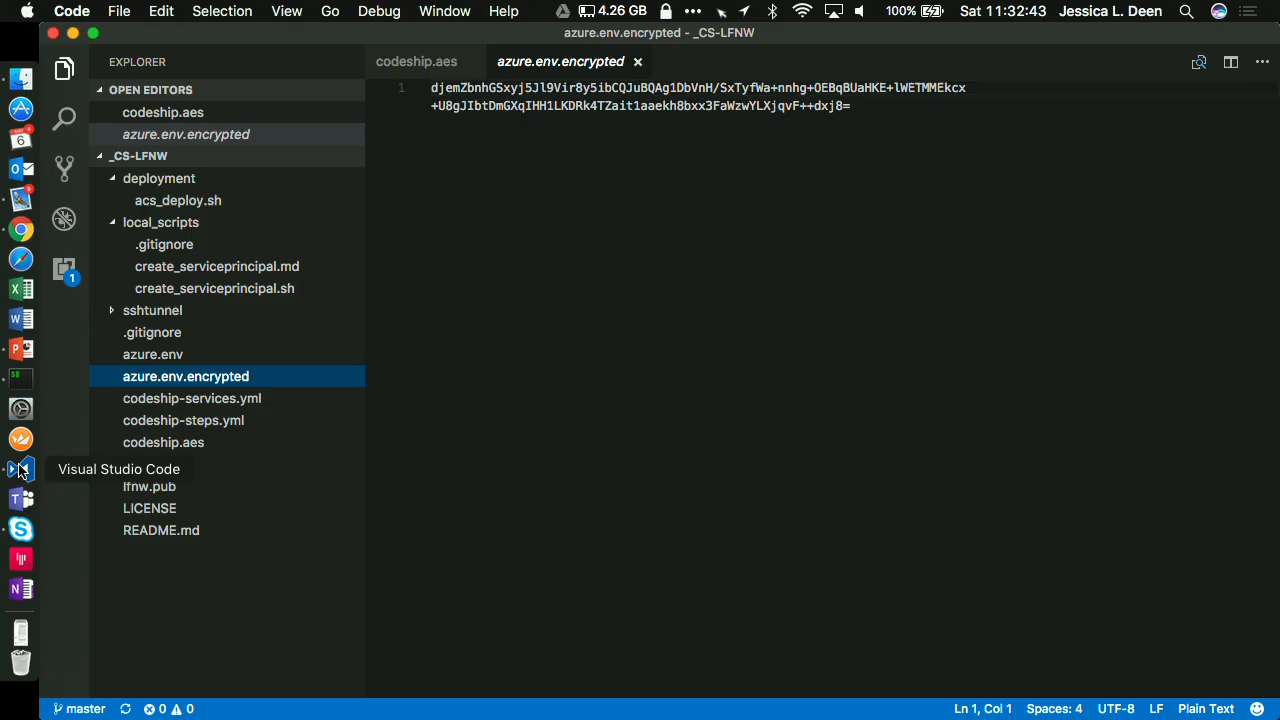 Code File Edit Selection View Go Debug Window Help 4.26 GB 100% Sat 11:32:43 Jessica L. Deen
azure.env.encrypted - _CS-LFNW
EXPLORER
OPEN EDITORS
codeship.aes
azure.env.encrypted
_CS-LFNW
deployment
acs_deploy.sh
local_scripts
.gitignore
create_serviceprincipal.md
create_serviceprincipal.sh
sshtunnel
.gitignore
azure.env
azure.env.encrypted
codeship-services.yml
codeship-steps.yml
codeship.aes
lfnw.pub
LICENSE
README.md
codeship.aes azure.env.encrypted
1 djemZbnhGSxyj5Jl9Vir8y5ibCQJuBQAg1DbVnH/SxTyfWa+nnhg+OEBqBUaHKE+lWETMMEkcx
+U8gJIbtDmGXqIHH1LKDRk4TZait1aaekh8bxx3FaWzwYLXjqvF++dxj8=
Visual Studio Code
1
6
master 0 0 Ln 1, Col 1 Spaces: 4 UTF-8 LF Plain Text